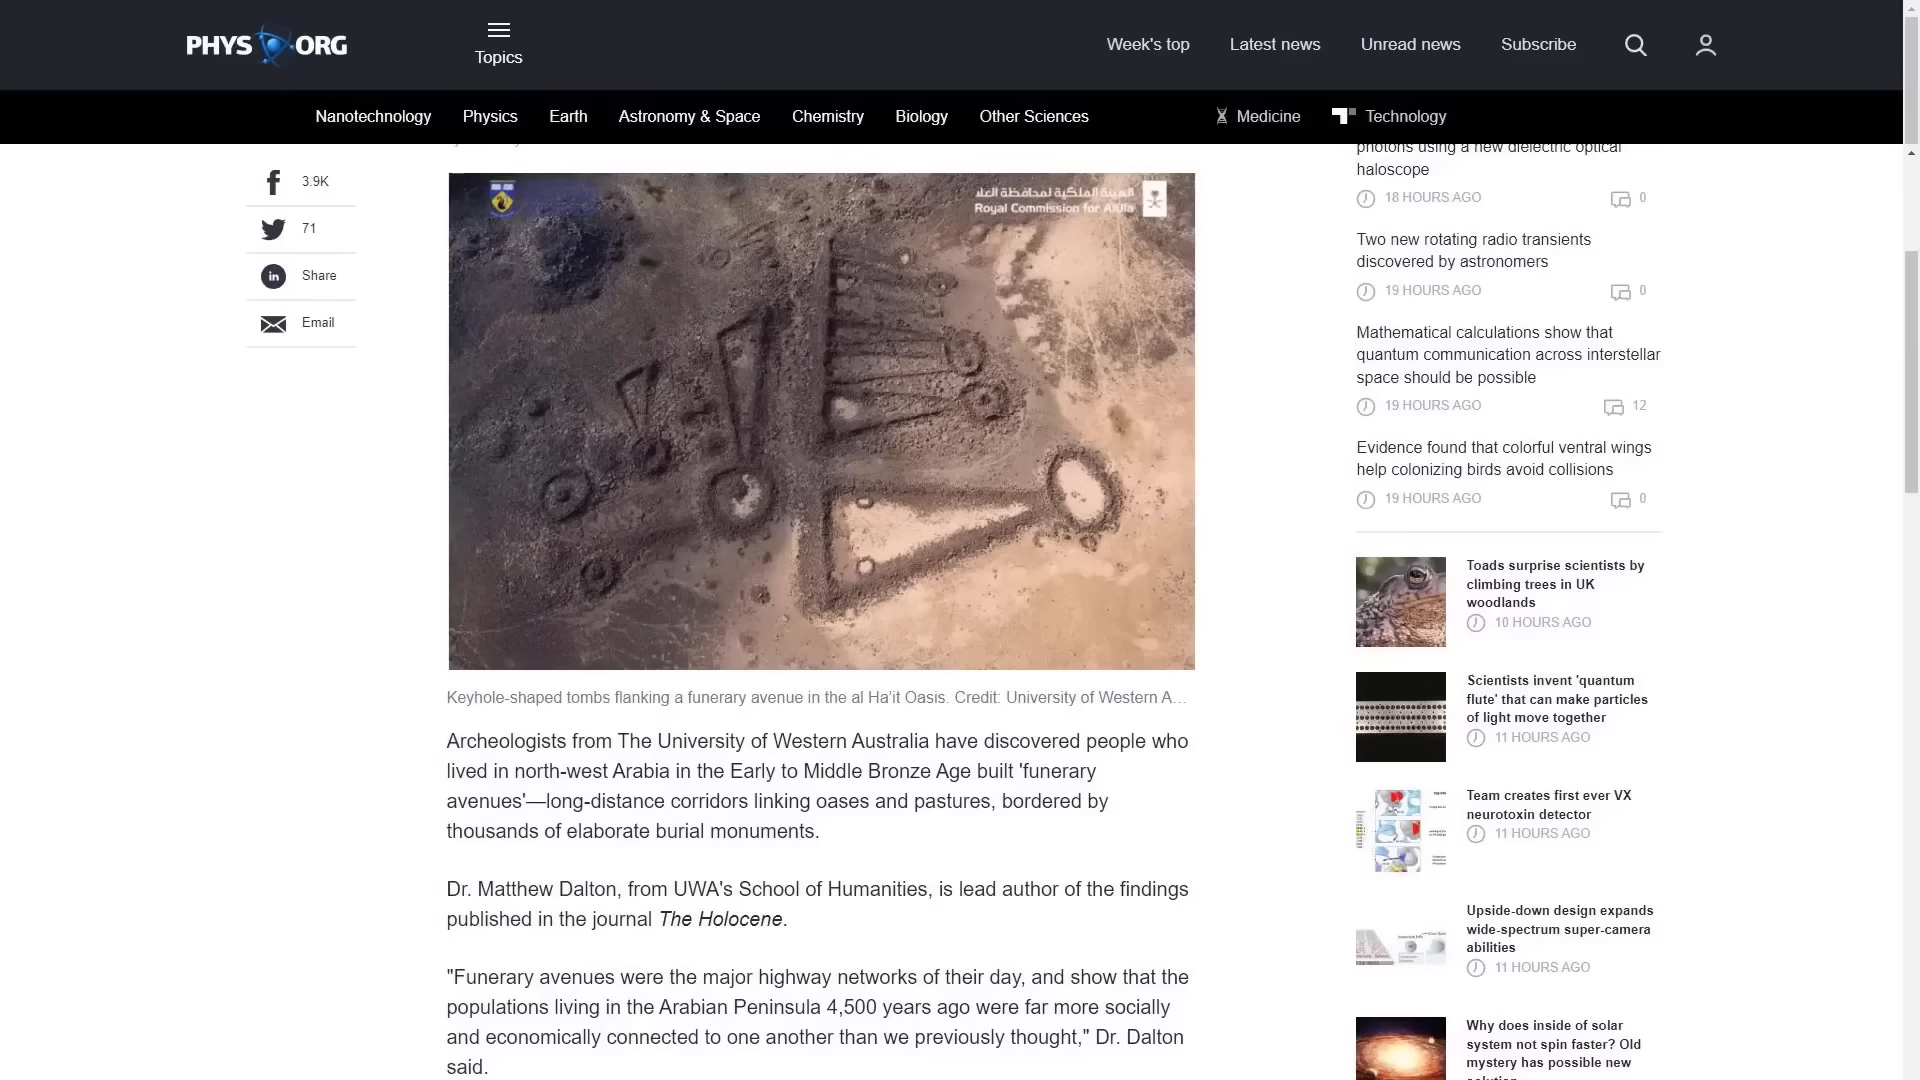 PHYS ORG
Topics
Week's top
Latest news
Unread news
Subscribe
Nanotechnology
Physics
Earth
Astronomy & Space
Chemistry
Biology
Other Sciences
Medicine
Technology
3.9K
71
Share
Email
الهيئة الملكية لمحافظة العلا
Royal Commission for AlUla
Keyhole-shaped tombs flanking a funerary avenue in the al Ha'it Oasis. Credit: University of Western A…
Archeologists from The University of Western Australia have discovered people who
lived in north-west Arabia in the Early to Middle Bronze Age built 'funerary
avenues'—long-distance corridors linking oases and pastures, bordered by
thousands of elaborate burial monuments.
Dr. Matthew Dalton, from UWA's School of Humanities, is lead author of the findings
published in the journal The Holocene.
"Funerary avenues were the major highway networks of their day, and show that the
populations living in the Arabian Peninsula 4,500 years ago were far more socially
and economically connected to one another than we previously thought," Dr. Dalton
said.
photons using a new dielectric optical
haloscope
18 HOURS AGO
0
Two new rotating radio transients
discovered by astronomers
19 HOURS AGO
0
Mathematical calculations show that
quantum communication across interstellar
space should be possible
19 HOURS AGO
12
Evidence found that colorful ventral wings
help colonizing birds avoid collisions
19 HOURS AGO
0
Toads surprise scientists by
climbing trees in UK
woodlands
10 HOURS AGO
Scientists invent 'quantum
flute' that can make particles
of light move together
11 HOURS AGO
Team creates first ever VX
neurotoxin detector
11 HOURS AGO
Upside-down design expands
wide-spectrum super-camera
abilities
11 HOURS AGO
Why does inside of solar
system not spin faster? Old
mystery has possible new